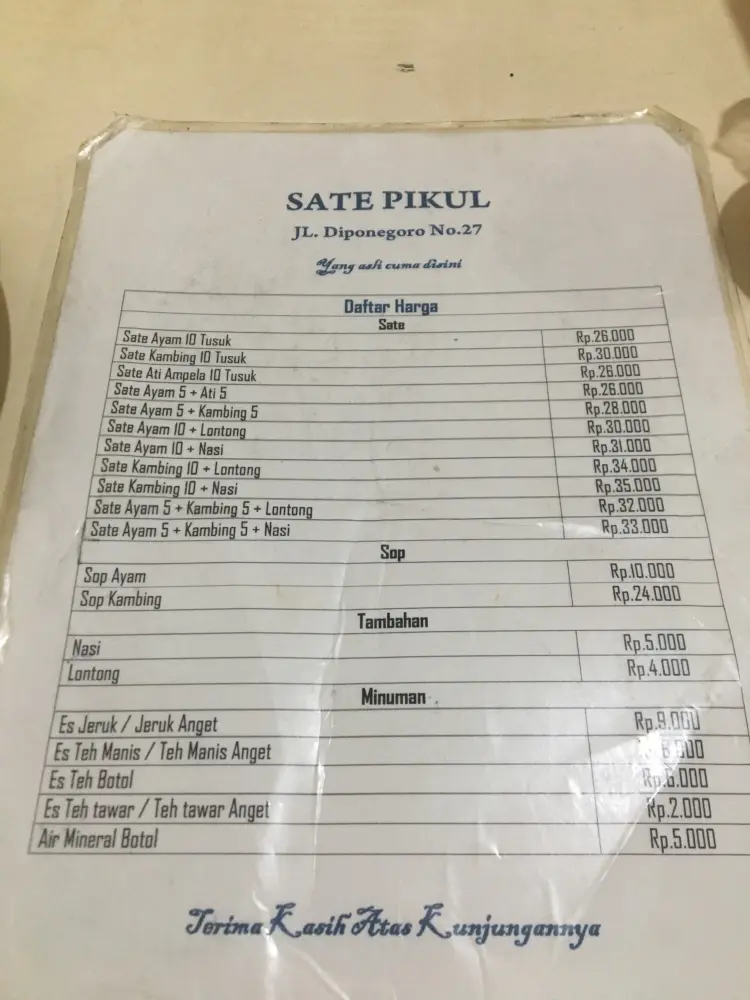 SATE PIKUL
JL. Diponegoro No.27
Yang asli cuma disini
Daftar Harga
Sate
Sate Ayam 10 Tusuk Rp.26.000
Sate Kambing 10 Tusuk Rp.30.000
Sate Ati Ampela 10 Tusuk Rp.26.000
Sate Ayam 5 + Ati 5 Rp.26.000
Sate Ayam 5 + Kambing 5 Rp.28.000
Sate Ayam 10 + Lontong Rp.30.000
Sate Ayam 10 + Nasi Rp.31.000
Sate Kambing 10 + Lontong Rp.34.000
Sate Kambing 10 + Nasi Rp.35.000
Sate Ayam 5 + Kambing 5 + Lontong Rp.32.000
Sate Ayam 5 + Kambing 5 + Nasi Rp.33.000
Sop
Sop Ayam Rp.10.000
Sop Kambing Rp.24.000
Tambahan
Nasi Rp.5.000
Lontong Rp.4.000
Minuman
Es Jeruk / Jeruk Anget Rp.9.000
Es Teh Manis / Teh Manis Anget
Es Teh Botol Rp.6.000
Es Teh tawar / Teh tawar Anget Rp.2.000
Air Mineral Botol Rp.5.000
Terima Kasih Atas Kunjungannya